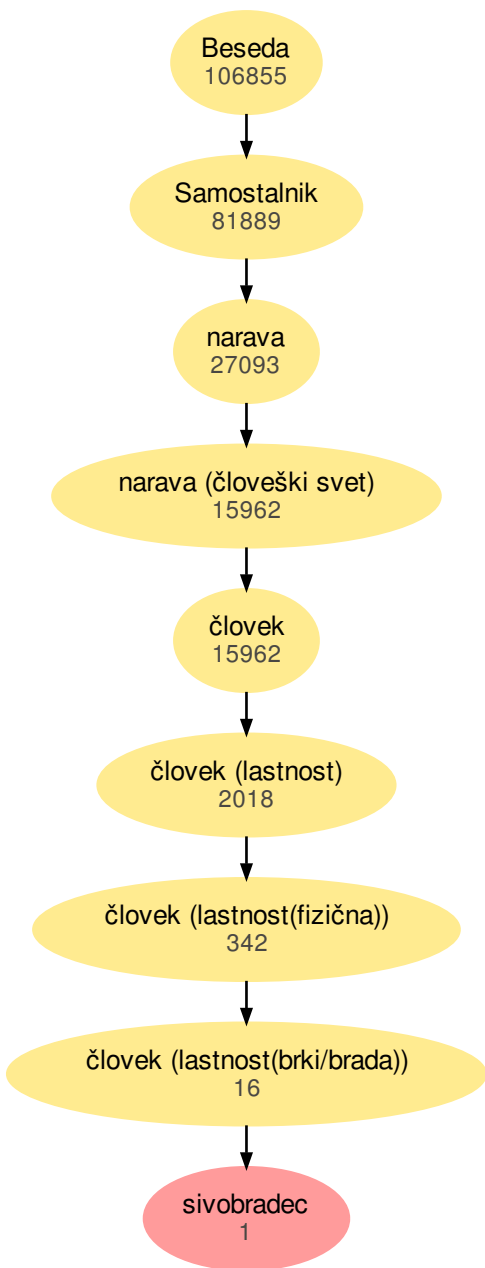 Beseda
106855
Samostalnik
81889
narava
27093
narava (človeški svet)
15962
človek
15962
človek (lastnost)
2018
človek (lastnost(fizična))
342
človek (lastnost(brki/brada))
16
sivobradec
1